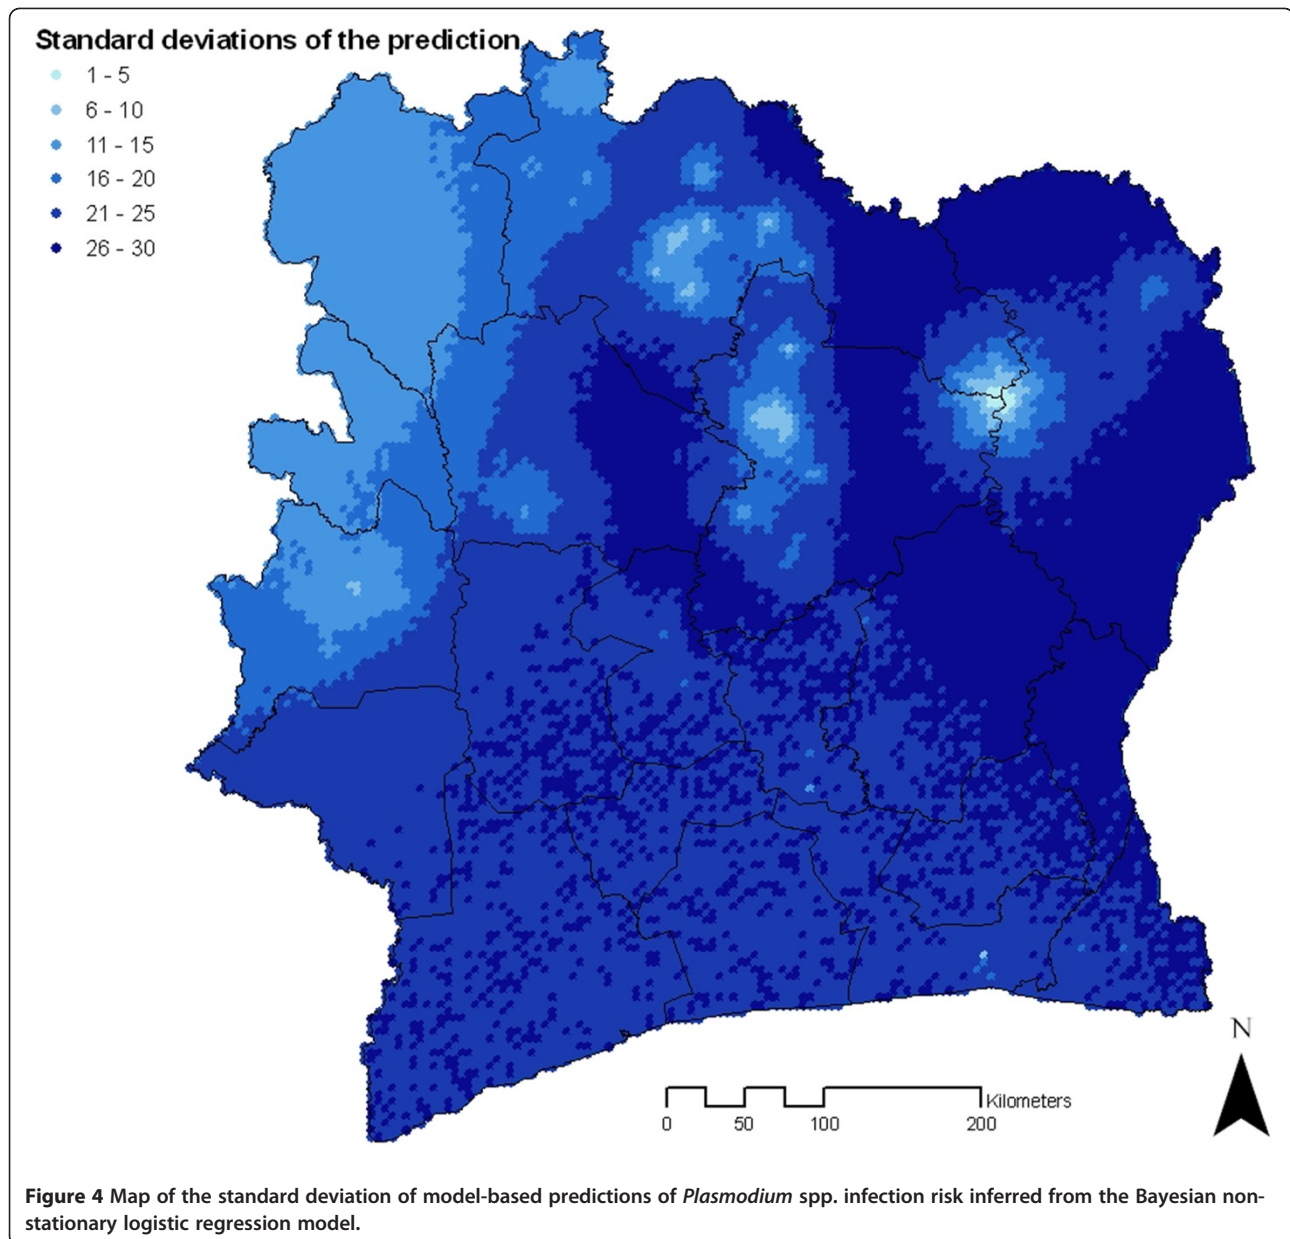 Standard deviations of the prediction
1 - 5
6 - 10
11 - 15
16 - 20
21 - 25
26 - 30
N
Kilometers
0 50 100 200
Figure 4 Map of the standard deviation of model-based predictions of Plasmodium spp. infection risk inferred from the Bayesian non-
stationary logistic regression model.